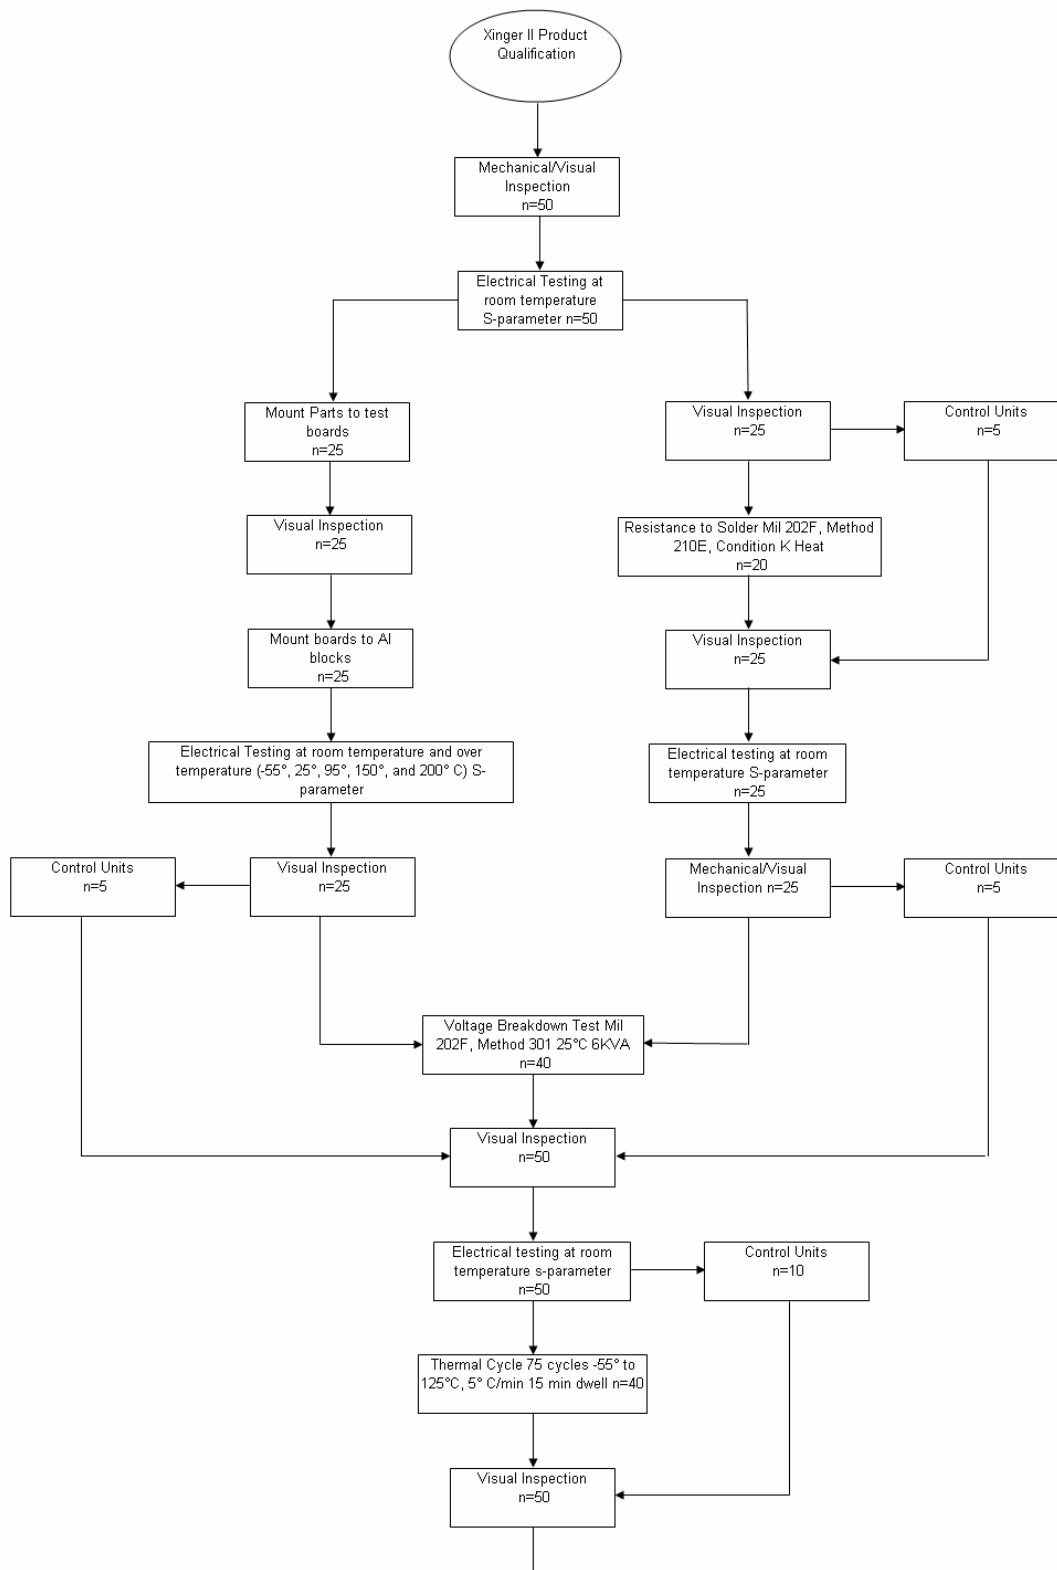 Xinger II Product
Qualification
Mechanical/Visual
Inspection
n=50
Electrical Testing at
room temperature
S-parameter n=50
Mount Parts to test
boards
n=25
Visual Inspection
n=25
Control Units
n=5
Visual Inspection
n=25
Resistance to Solder Mil 202F, Method
210E, Condition K Heat
n=20
Mount boards to Al
blocks
n=25
Visual Inspection
n=25
Electrical Testing at room temperature and over
temperature (-55°, 25°, 95°, 150°, and 200° C) S-
parameter
Electrical testing at room
temperature S-parameter
n=25
Control Units
n=5
Visual Inspection
n=25
Mechanical/Visual
Inspection n=25
Control Units
n=5
Voltage Breakdown Test Mil
202F, Method 301 25°C 6KVA
n=40
Visual Inspection
n=50
Electrical testing at room
temperature s-parameter
n=50
Control Units
n=10
Thermal Cycle 75 cycles -55° to
125°C, 5° C/min 15 min dwell n=40
Visual Inspection
n=50